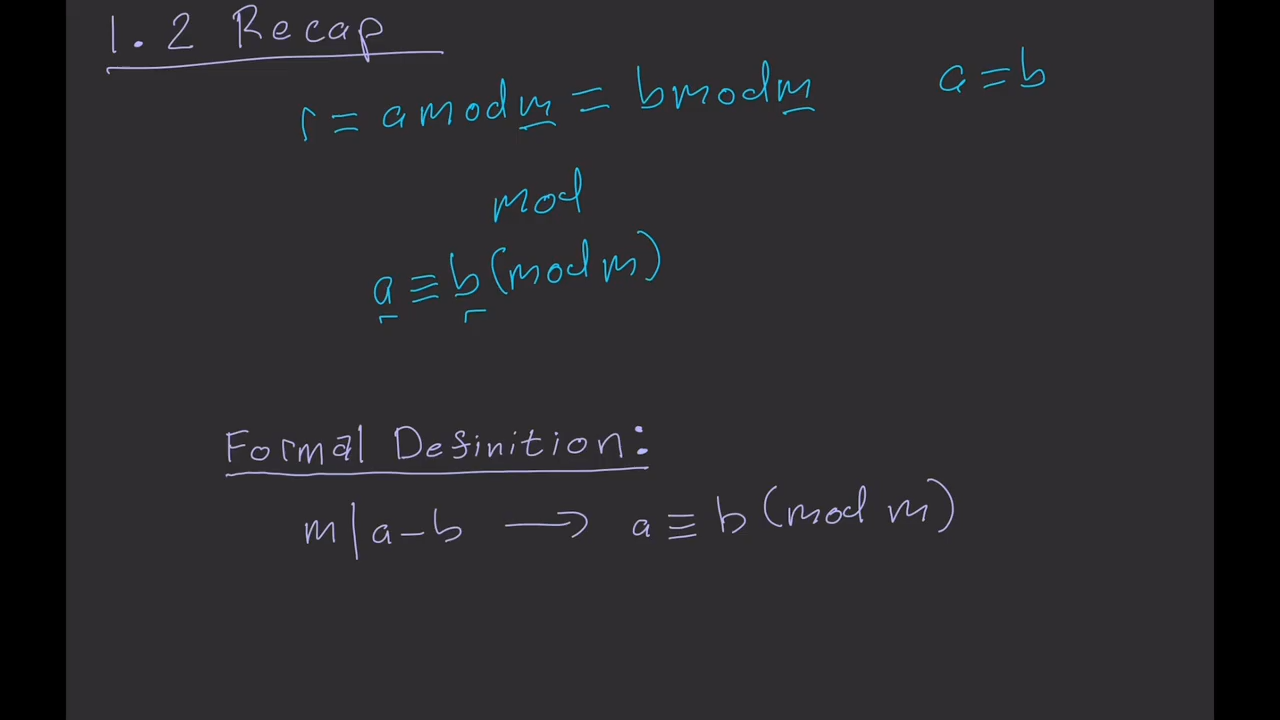 1.2 Recap
r = a mod m = b mod m a = b
mod
a ≡ b (mod m)
r r
Formal Definition:
m | a - b → a ≡ b (mod m)